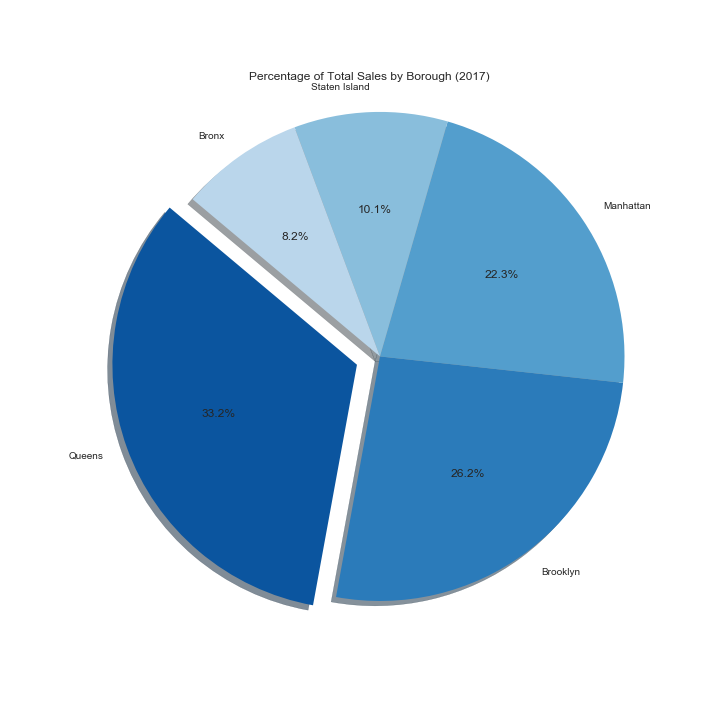 Percentage of Total Sales by Borough (2017)
Staten Island
Bronx
Manhattan
10.1%
8.2%
22.3%
33.2%
Queens
26.2%
Brooklyn